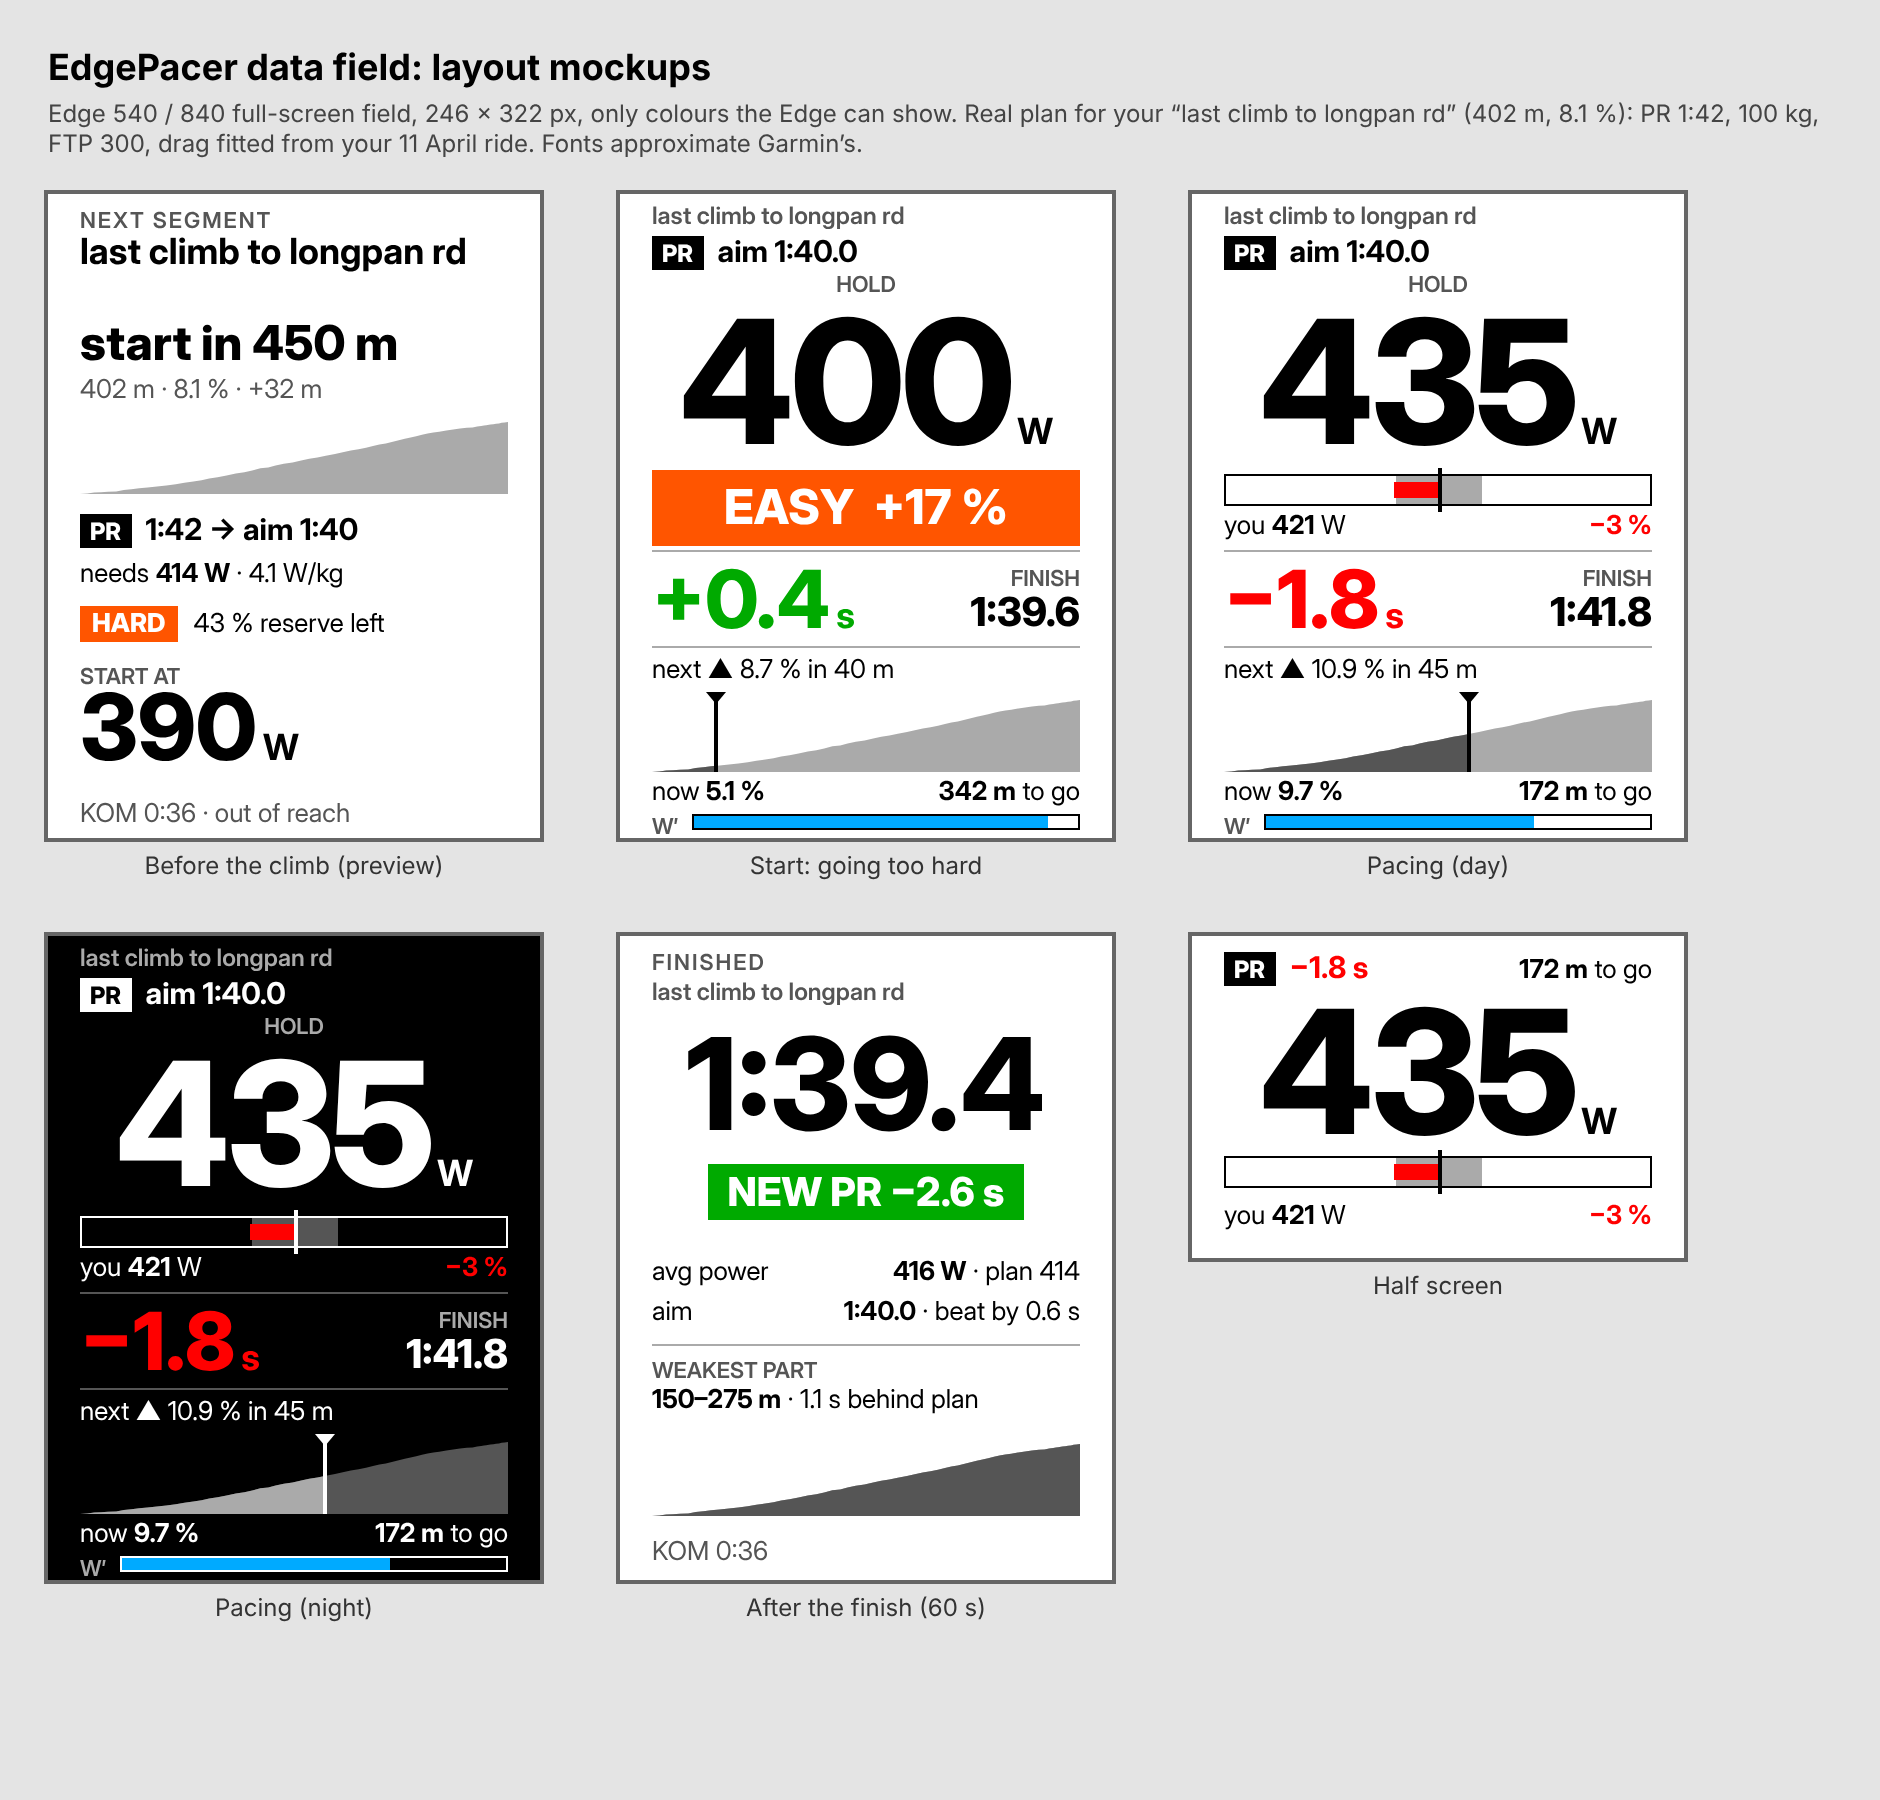 EdgePacer data field: layout mockups
Edge 540 / 840 full-screen field, 246 × 322 px, only colours the Edge can show. Real plan for your “last climb to longpan rd” (402 m, 8.1 %): PR 1:42, 100 kg,
FTP 300, drag fitted from your 11 April ride. Fonts approximate Garmin’s.
NEXT SEGMENT
last climb to longpan rd
start in 450 m
402 m · 8.1 % · +32 m
PR 1:42 → aim 1:40
needs 414 W · 4.1 W/kg
HARD 43 % reserve left
START AT
390 W
KOM 0:36 · out of reach
Before the climb (preview)
last climb to longpan rd
PR aim 1:40.0
HOLD
400 W
EASY +17 %
+0.4 s
FINISH
1:39.6
next ▲ 8.7 % in 40 m
now 5.1 % 342 m to go
W′
Start: going too hard
last climb to longpan rd
PR aim 1:40.0
HOLD
435 W
you 421 W −3 %
−1.8 s
FINISH
1:41.8
next ▲ 10.9 % in 45 m
now 9.7 % 172 m to go
W′
Pacing (day)
last climb to longpan rd
PR aim 1:40.0
HOLD
435 W
you 421 W −3 %
−1.8 s
FINISH
1:41.8
next ▲ 10.9 % in 45 m
now 9.7 % 172 m to go
W′
Pacing (night)
FINISHED
last climb to longpan rd
1:39.4
NEW PR −2.6 s
avg power 416 W · plan 414
aim 1:40.0 · beat by 0.6 s
WEAKEST PART
150–275 m · 1.1 s behind plan
KOM 0:36
After the finish (60 s)
PR −1.8 s 172 m to go
435 W
you 421 W −3 %
Half screen